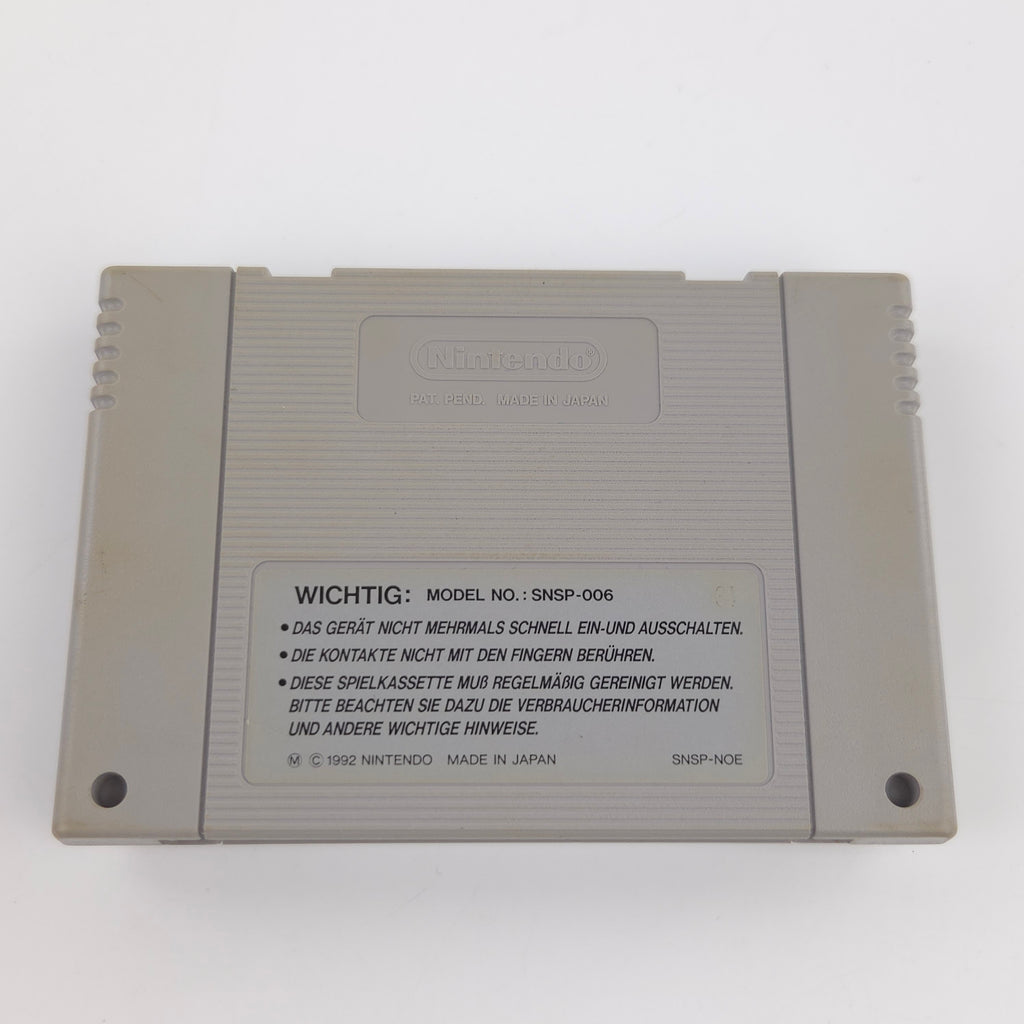 Nintendo®
PAT. PEND. MADE IN JAPAN
WICHTIG: MODEL NO.: SNSP-006
• DAS GERÄT NICHT MEHRMALS SCHNELL EIN-UND AUSSCHALTEN.
• DIE KONTAKTE NICHT MIT DEN FINGERN BERÜHREN.
• DIESE SPIELKASSETTE MUß REGELMÄßIG GEREINIGT WERDEN.
BITTE BEACHTEN SIE DAZU DIE VERBRAUCHERINFORMATION
UND ANDERE WICHTIGE HINWEISE.
Ⓜ © 1992 NINTENDO MADE IN JAPAN SNSP-NOE